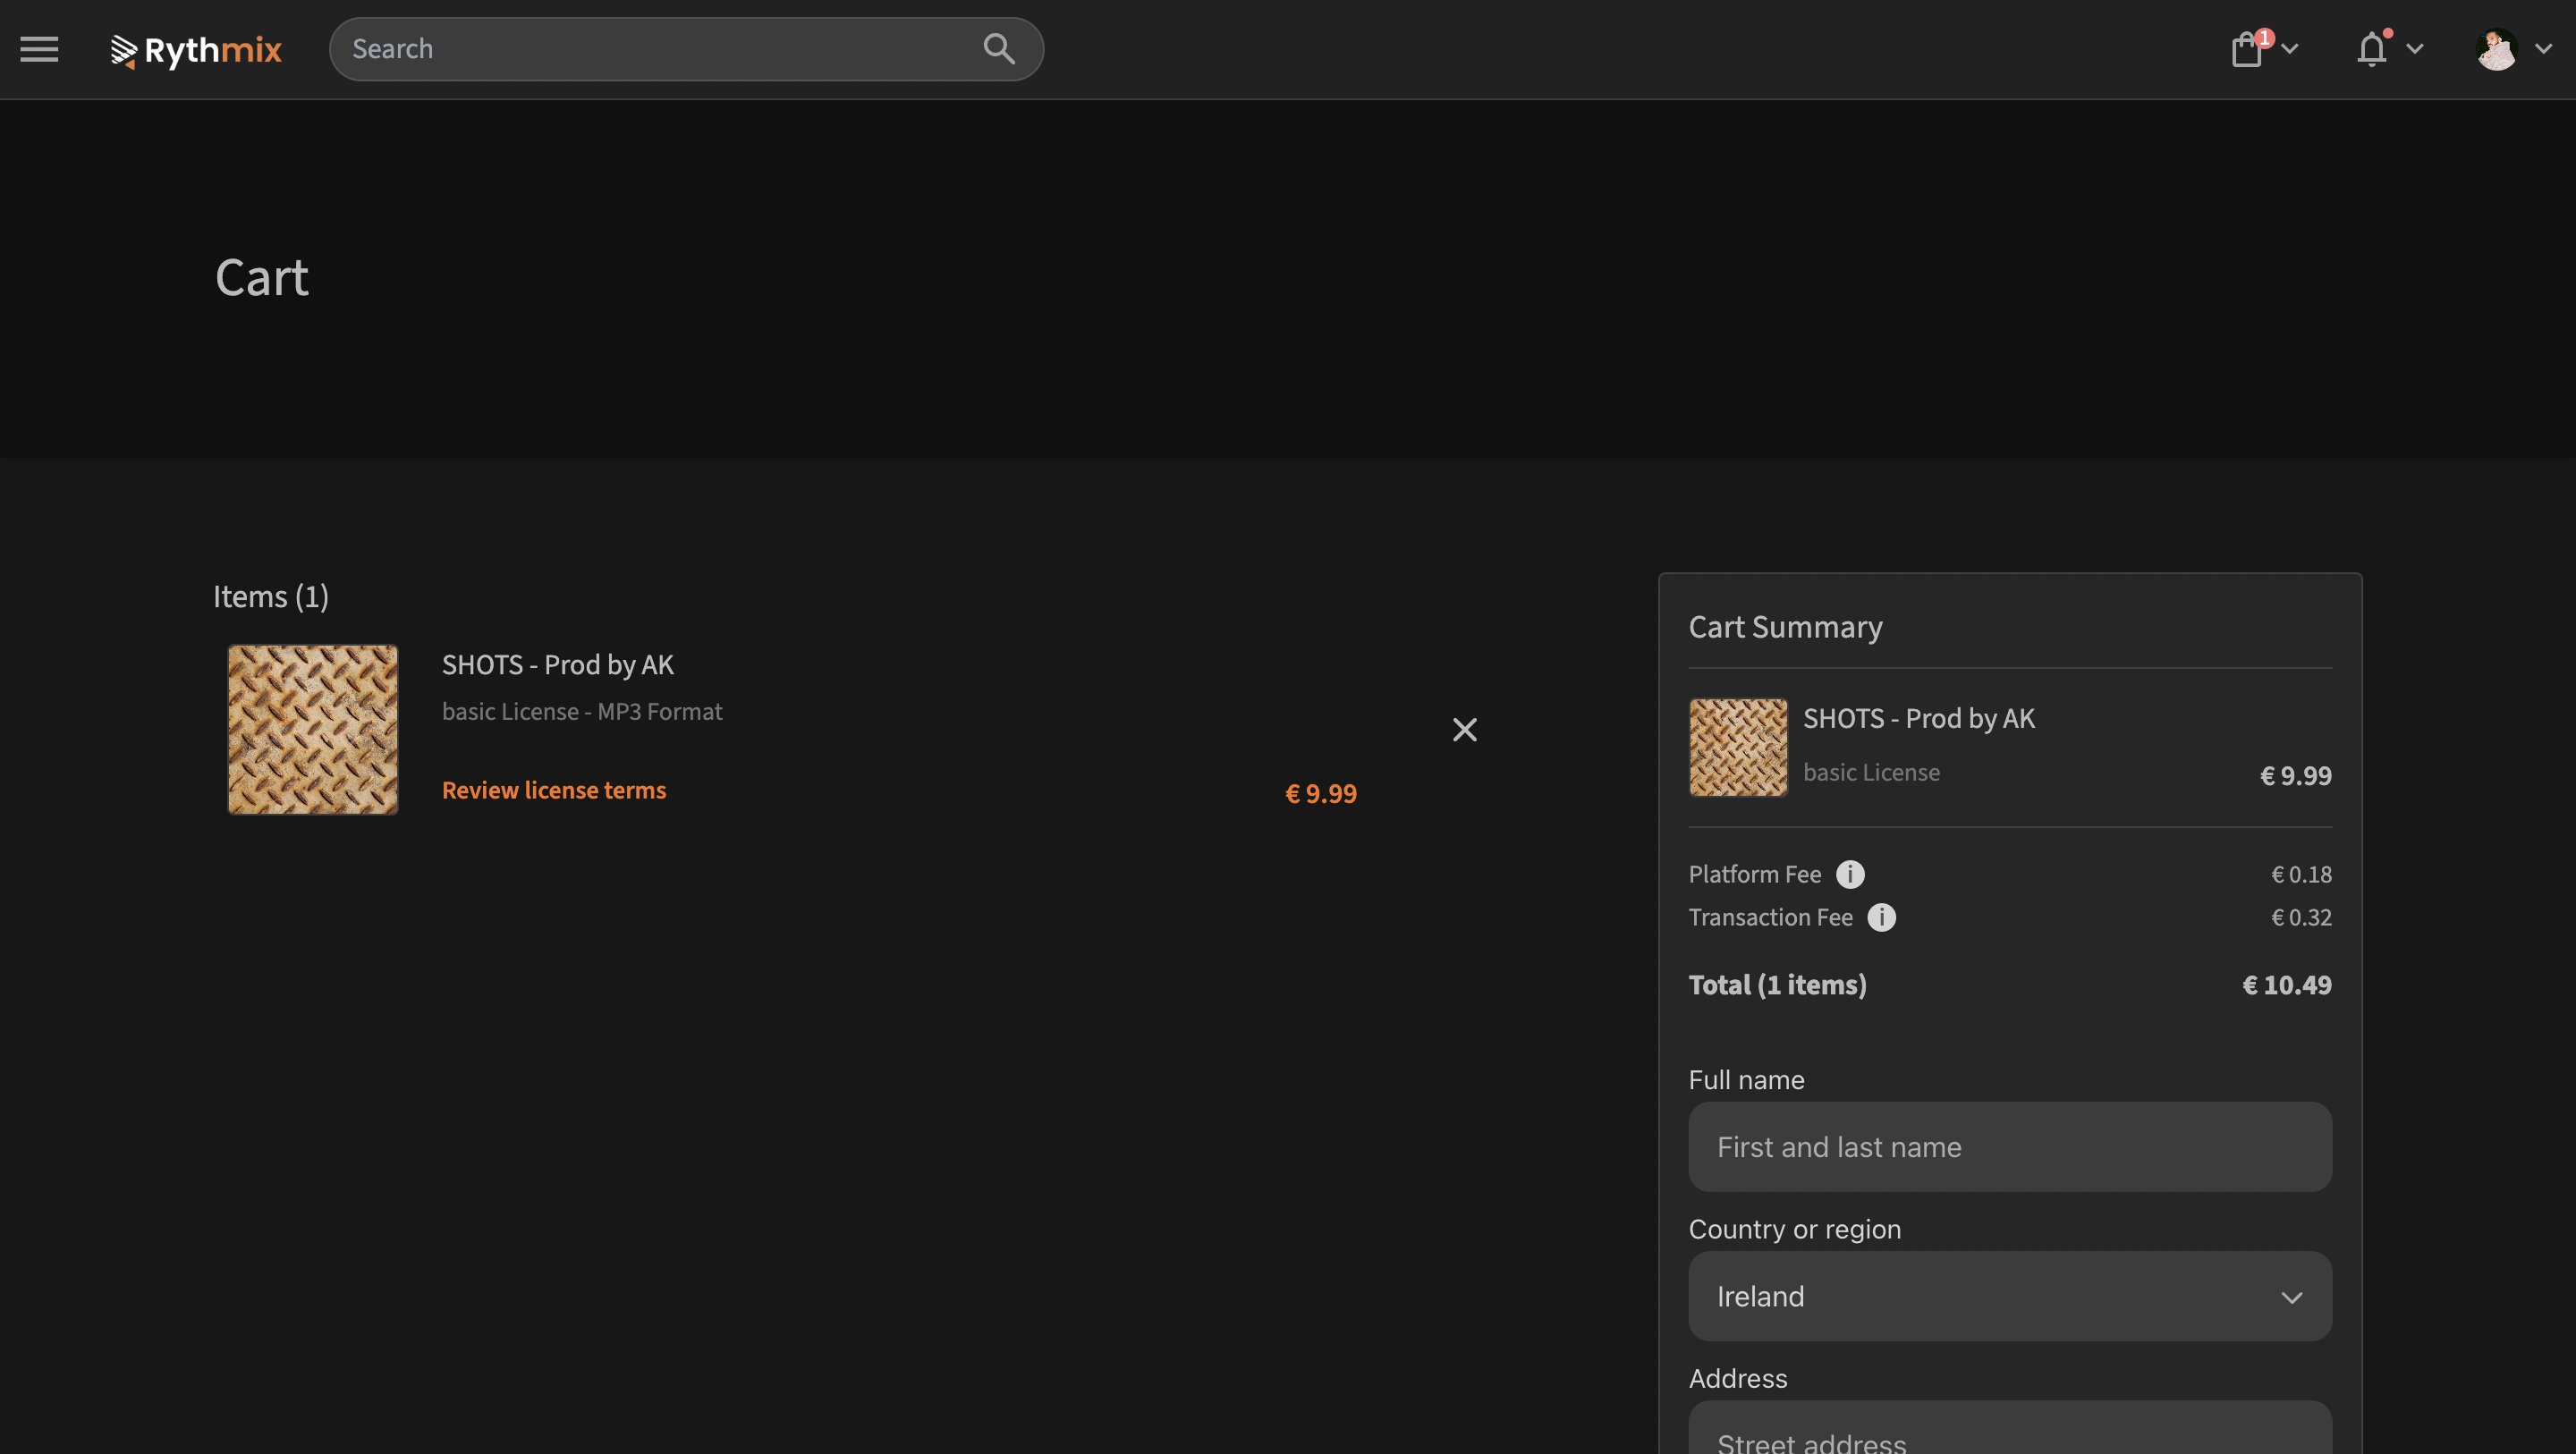 Rythmix
Search
1
Cart
Items (1)
SHOTS - Prod by AK
basic License - MP3 Format
Review license terms
€ 9.99
Cart Summary
SHOTS - Prod by AK
basic License
€ 9.99
Platform Fee i
€ 0.18
Transaction Fee i
€ 0.32
Total (1 items)
€ 10.49
Full name
First and last name
Country or region
Ireland
Address
Street address